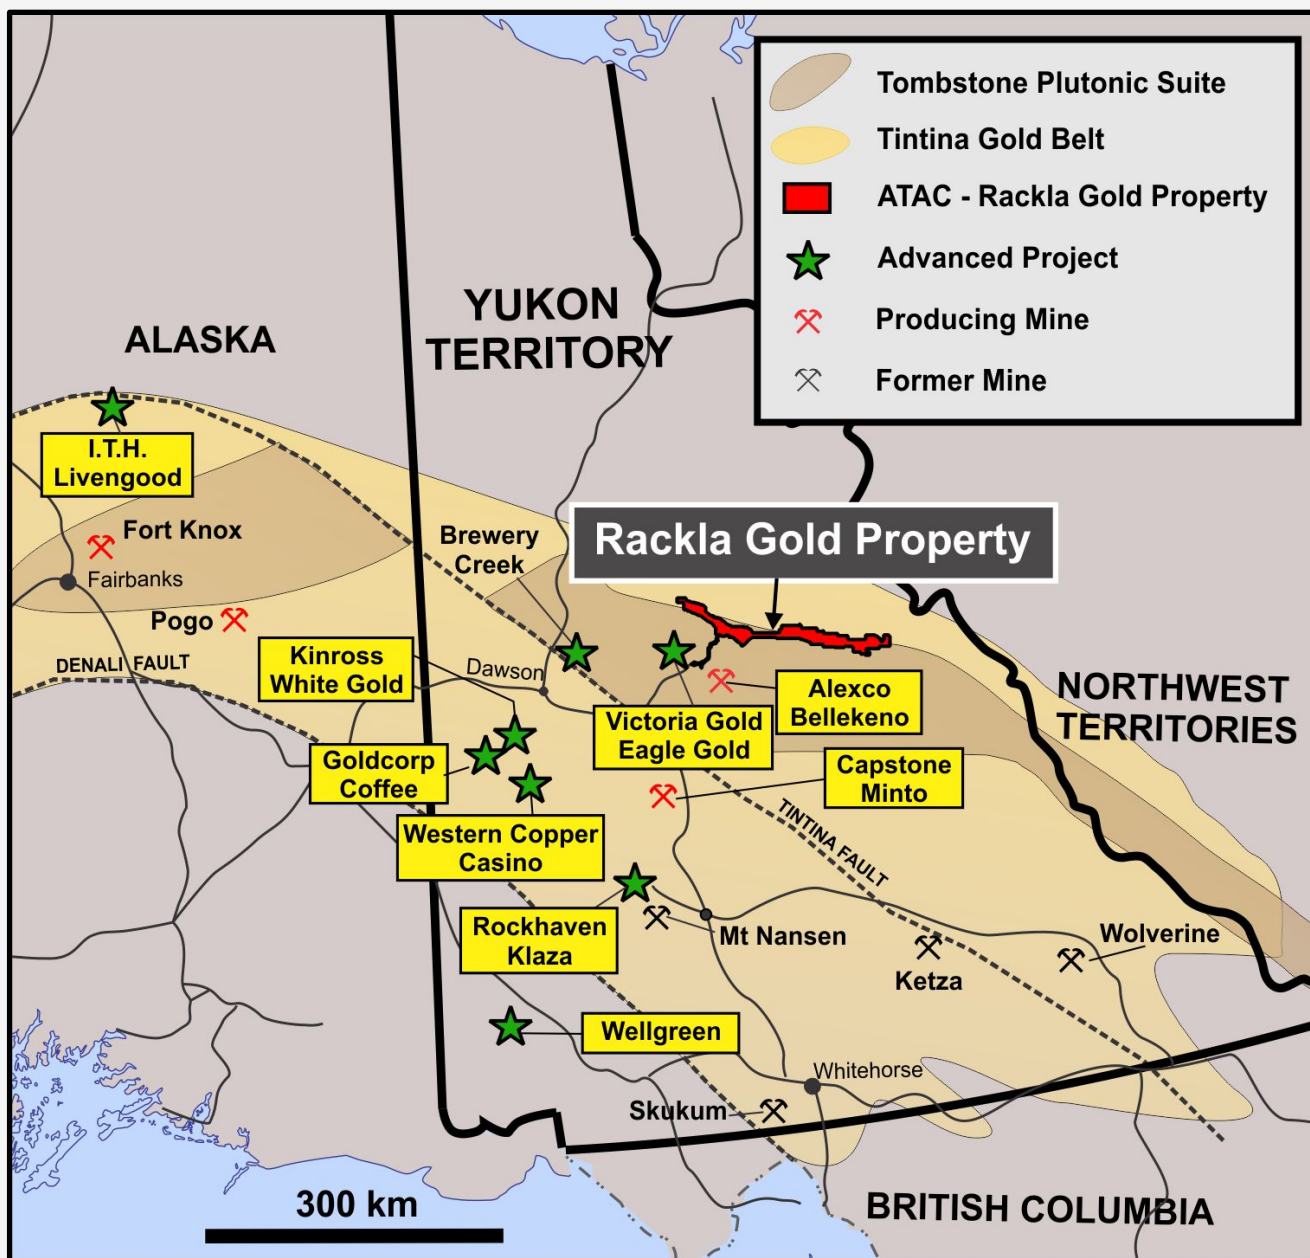 Tombstone Plutonic Suite
Tintina Gold Belt
ATAC - Rackla Gold Property
Advanced Project
Producing Mine
Former Mine
YUKON
TERRITORY
ALASKA
I.T.H.
Livengood
Fort Knox
Fairbanks
Pogo
DENALI FAULT
Brewery
Creek
Rackla Gold Property
Kinross
White Gold
Dawson
Goldcorp
Coffee
Victoria Gold
Eagle Gold
Alexco
Bellekeno
NORTHWEST
TERRITORIES
Capstone
Minto
Western Copper
Casino
TINTINA FAULT
Rockhaven
Klaza
Mt Nansen
Ketza
Wolverine
Wellgreen
Whitehorse
Skukum
300 km
BRITISH COLUMBIA